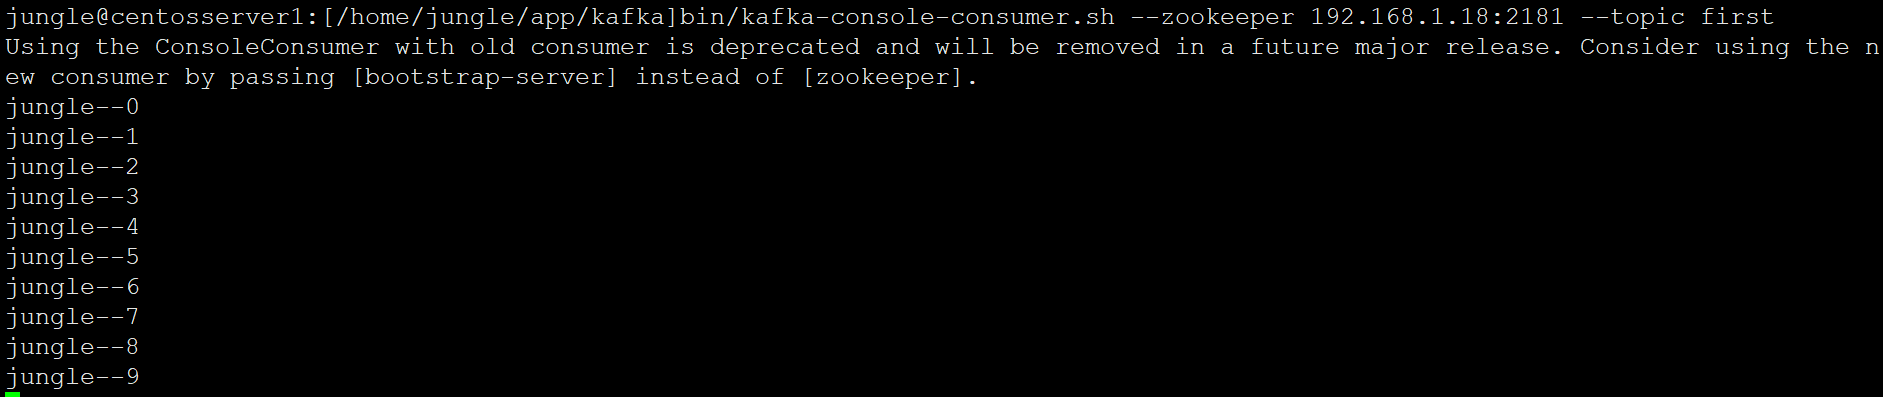 jungle@centosserver1:[/home/jungle/app/kafka]bin/kafka-console-consumer.sh --zookeeper 192.168.1.18:2181 --topic first
Using the ConsoleConsumer with old consumer is deprecated and will be removed in a future major release. Consider using the n
ew consumer by passing [bootstrap-server] instead of [zookeeper].
jungle--0
jungle--1
jungle--2
jungle--3
jungle--4
jungle--5
jungle--6
jungle--7
jungle--8
jungle--9